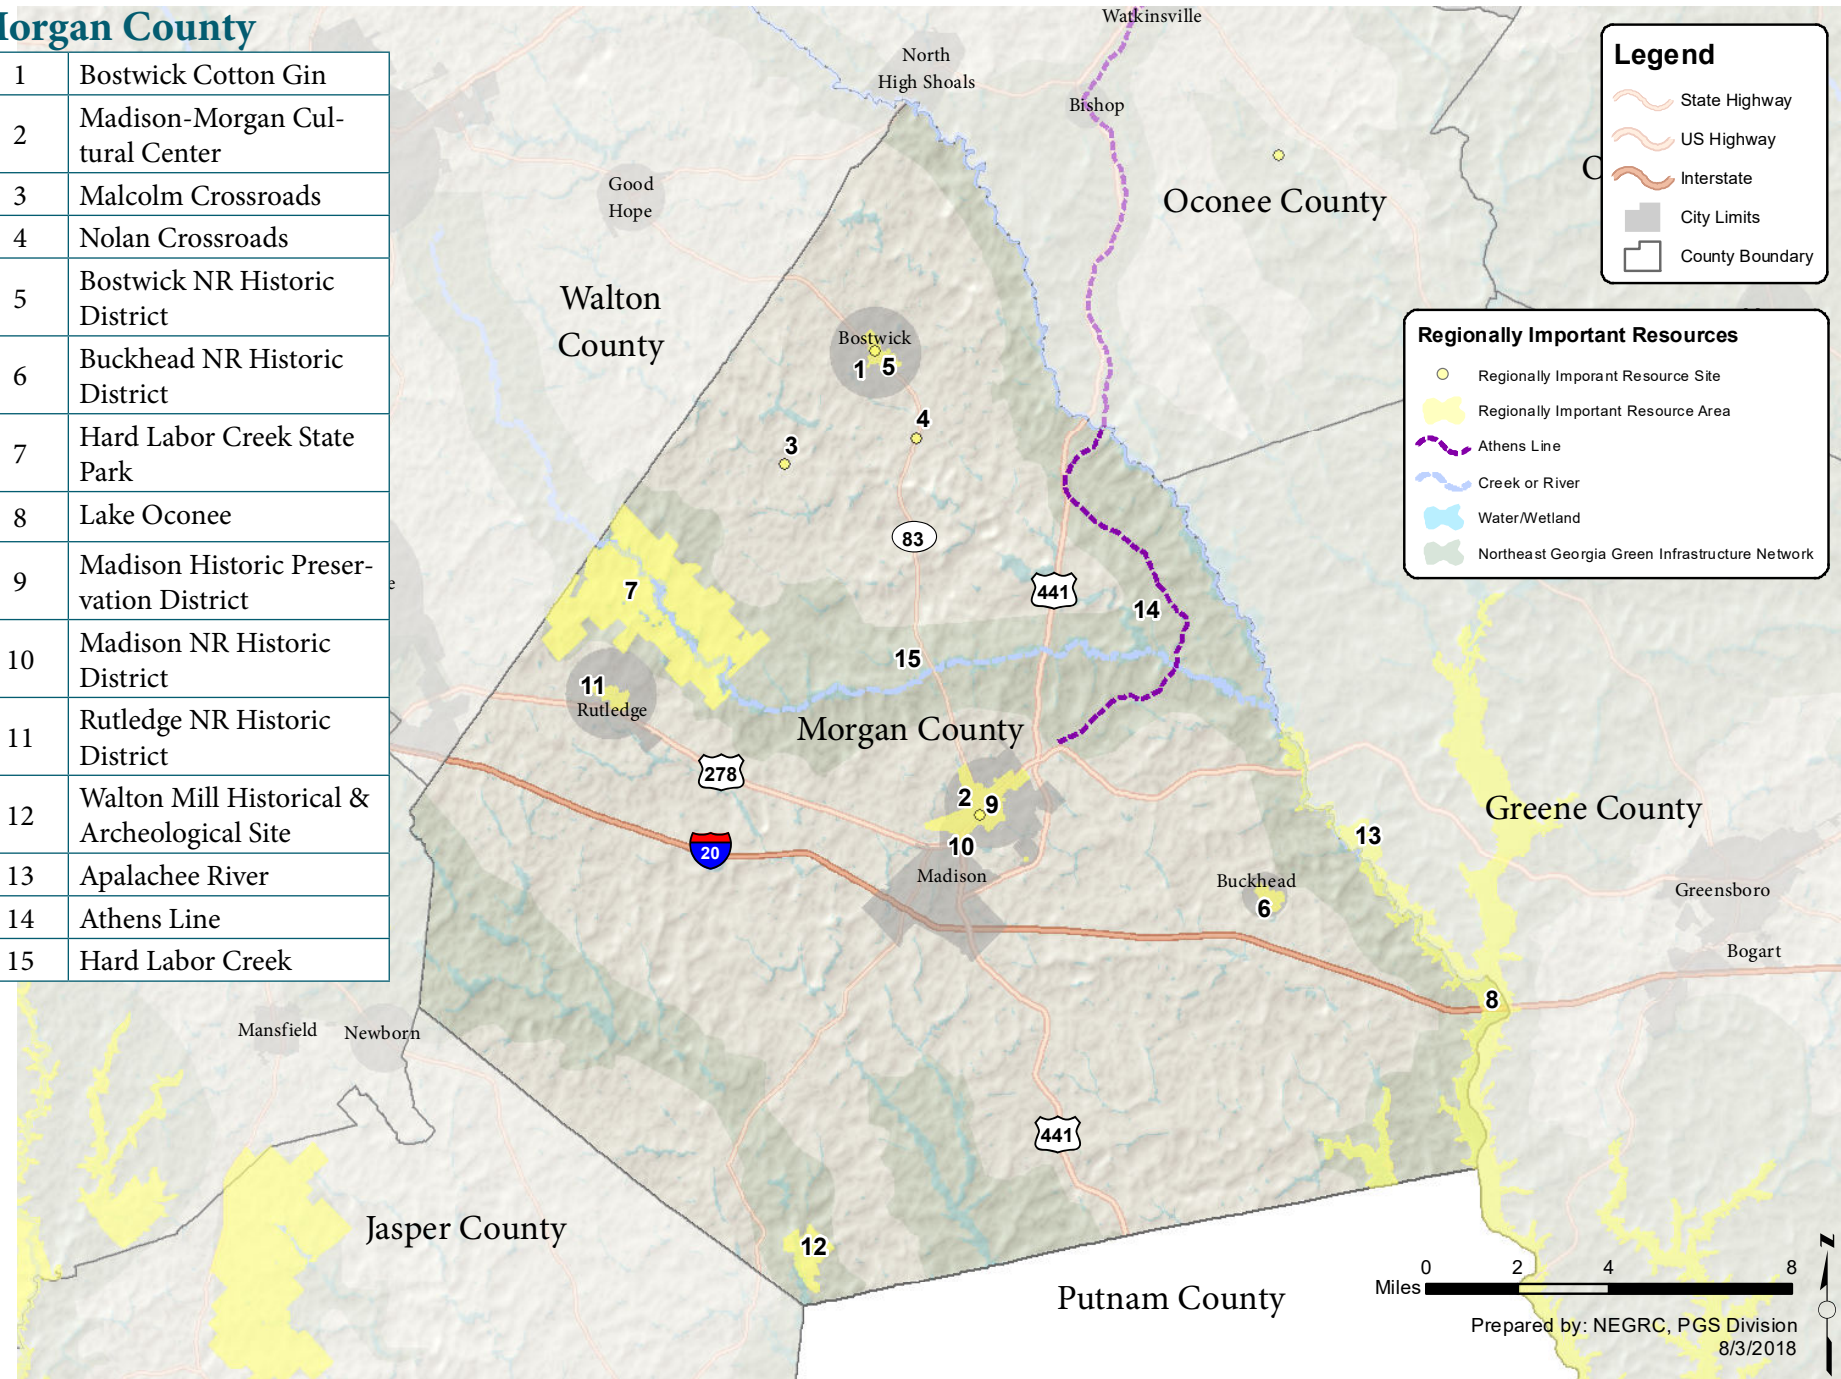 Morgan County
1 Bostwick Cotton Gin
2 Madison-Morgan Cul-
tural Center
3 Malcolm Crossroads
4 Nolan Crossroads
5 Bostwick NR Historic
District
6 Buckhead NR Historic
District
7 Hard Labor Creek State
Park
8 Lake Oconee
9 Madison Historic Preser-
vation District
10 Madison NR Historic
District
11 Rutledge NR Historic
District
12 Walton Mill Historical &
Archeological Site
13 Apalachee River
14 Athens Line
15 Hard Labor Creek
Watkinsville
North
High Shoals
Bishop
Good
Hope
Oconee County
Walton
County
Bostwick
1 5
4
3
83
441
7
14
15
11
Rutledge
Morgan County
278
2 9
10
Madison
20
Greene County
13
Buckhead
6
Greensboro
Bogart
8
Mansfield
Newborn
441
Jasper County
12
Putnam County
Legend
State Highway
US Highway
Interstate
City Limits
County Boundary
Regionally Important Resources
Regionally Imporant Resource Site
Regionally Important Resource Area
Athens Line
Creek or River
Water/Wetland
Northeast Georgia Green Infrastructure Network
0 2 4 8
Miles
Prepared by: NEGRC, PGS Division
8/3/2018
z